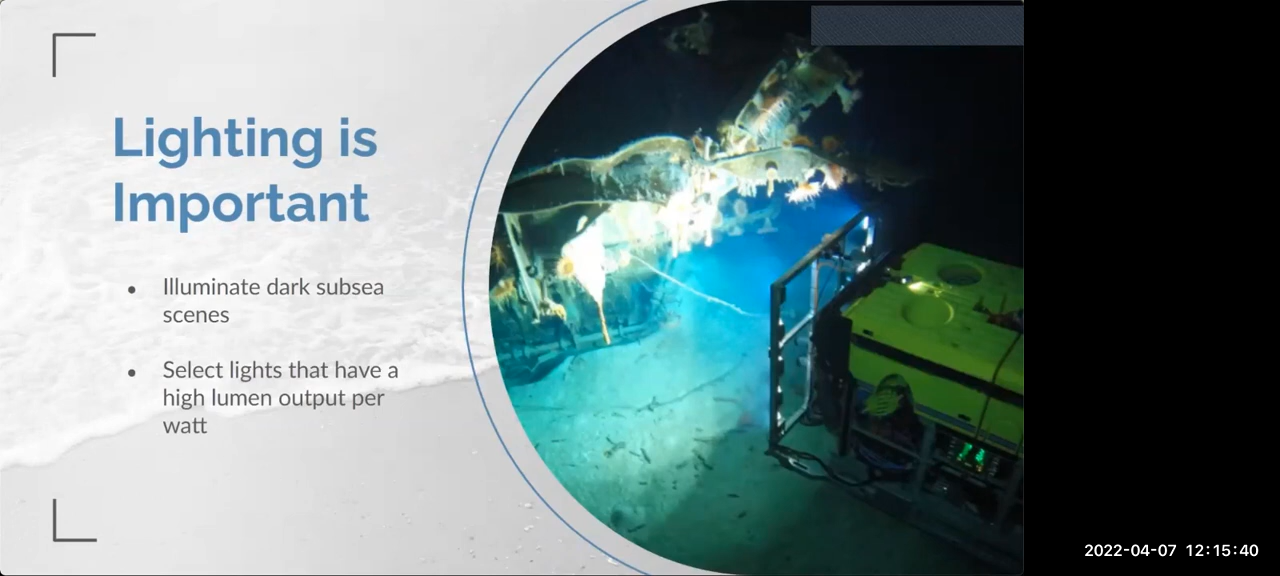 Lighting is
Important
• Illuminate dark subsea
scenes
• Select lights that have a
high lumen output per
watt
2022-04-07 12:15:40